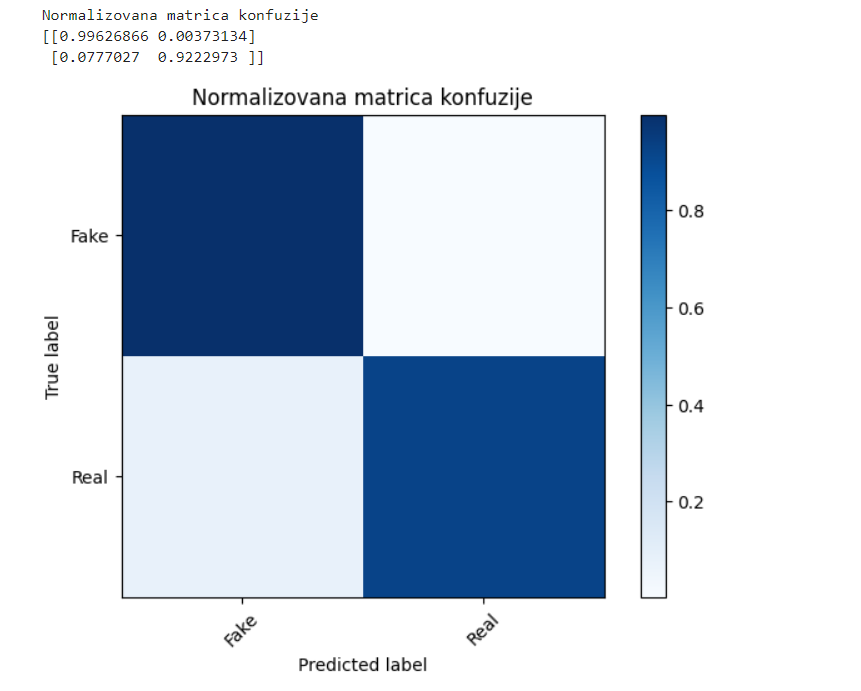 Normalizovana matrica konfuzije
[[0.99626866 0.00373134]
 [0.0777027  0.9222973 ]]
Normalizovana matrica konfuzije
True label
Fake
Real
0.8
0.6
0.4
0.2
Fake
Real
Predicted label